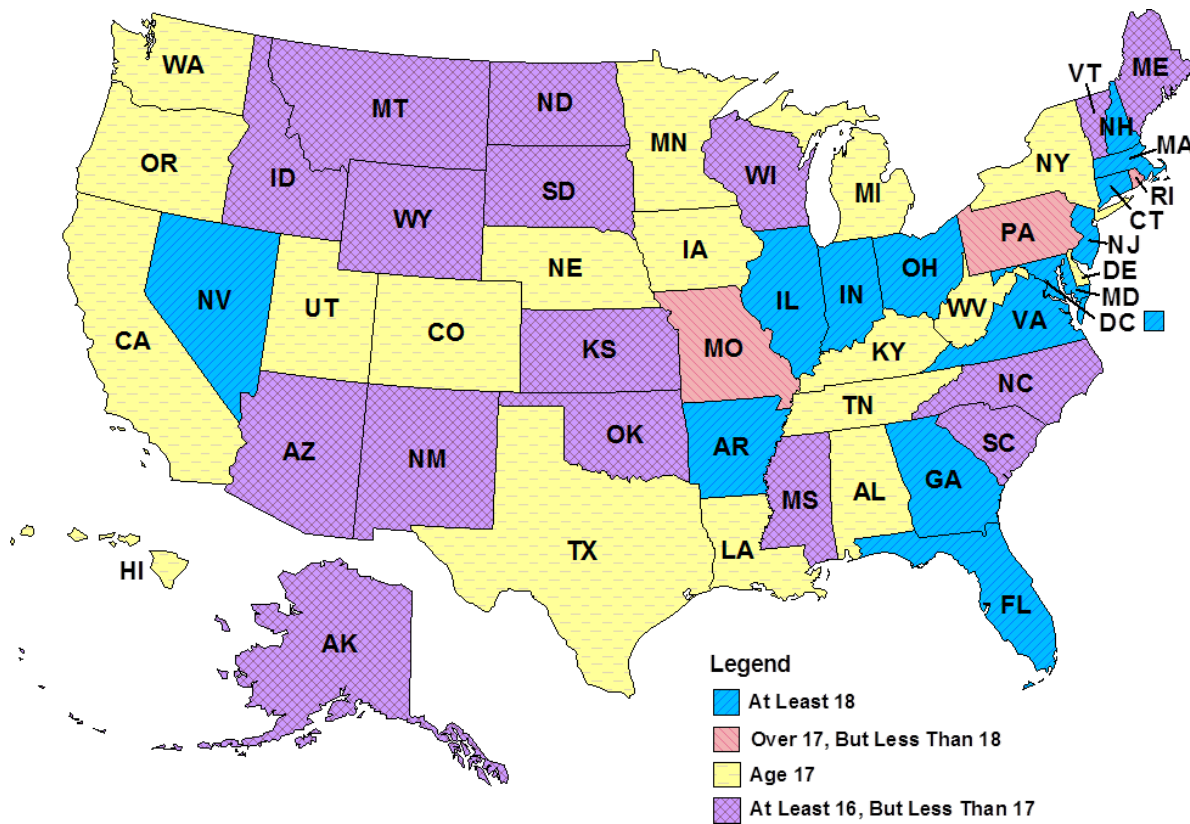 WA
MT
ND
MN
VT
ME
NH
MA
OR
ID
SD
WI
MI
NY
WY
RI
CT
PA
IA
NJ
NE
OH
DE
NV
IL
IN
MD
UT
WV
DC
CA
CO
VA
KS
MO
KY
NC
TN
OK
AR
SC
AZ
NM
GA
MS
AL
TX
LA
HI
FL
AK
Legend
At Least 18
Over 17, But Less Than 18
Age 17
At Least 16, But Less Than 17